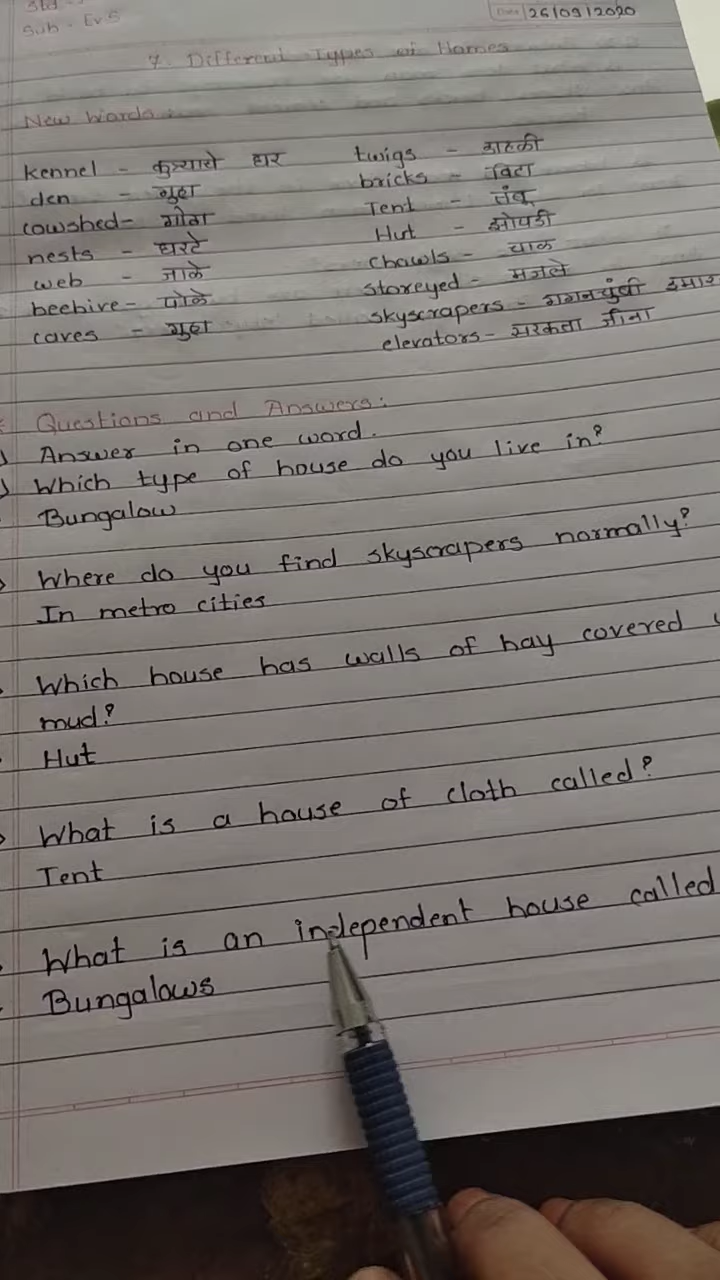 Std -
Sub - EvS
Date 26/09/2020
7. Different Types of Homes
New Words:
kennel - कुत्र्याचे घर
den - गुहा
cowshed - गोठा
nests - घरटे
web - जाळे
beehive - पोळे
caves - गुहा
twigs - डाहळी
bricks - विटा
Tent - तंबू
Hut - झोपडी
Chawls - चाळ
storeyed - मजले
skyscrapers - गगनचुंबी इमार
elevators - सरकता जीना
Questions and Answers:
Answer in one word.
Which type of house do you live in?
Bungalow
Where do you find skyscrapers normally?
In metro cities
Which house has walls of hay covered
mud?
Hut
What is a house of cloth called?
Tent
What is an independent house called
Bungalows